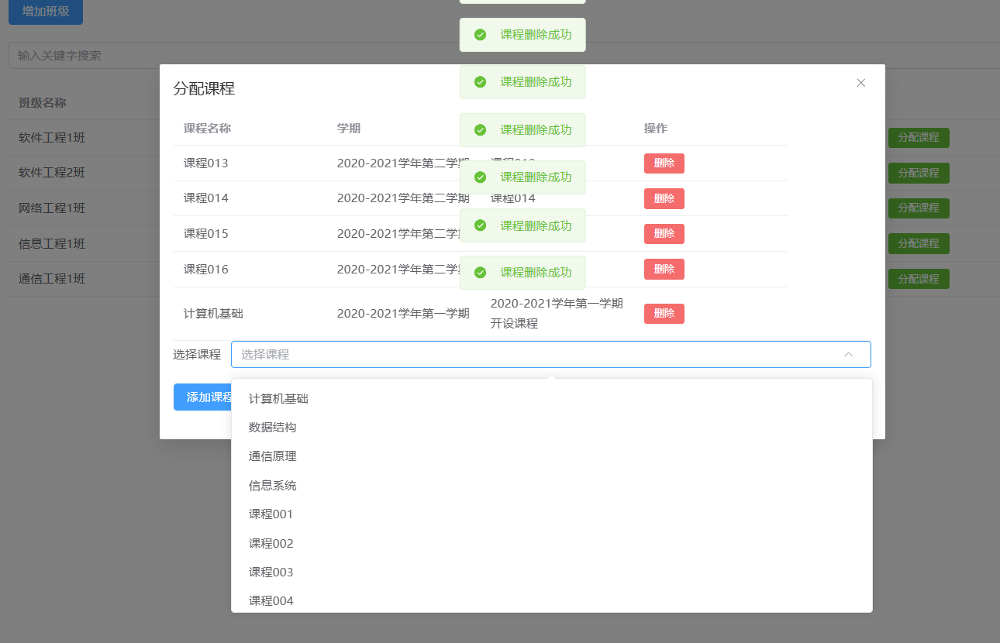 增加班级
输入关键字搜索
班级名称
软件工程1班 分配课程
软件工程2班 分配课程
网络工程1班 分配课程
信息工程1班 分配课程
通信工程1班 分配课程
课程删除成功
课程删除成功
课程删除成功
课程删除成功
课程删除成功
课程删除成功
分配课程
课程名称 学期 操作
课程013 2020-2021学年第二学期 删除
课程014 2020-2021学年第二学期 课程014 删除
课程015 2020-2021学年第二学 删除
课程016 2020-2021学年第二学 删除
计算机基础 2020-2021学年第一学期 2020-2021学年第一学期
开设课程 删除
选择课程 选择课程
添加课程
计算机基础
数据结构
通信原理
信息系统
课程001
课程002
课程003
课程004